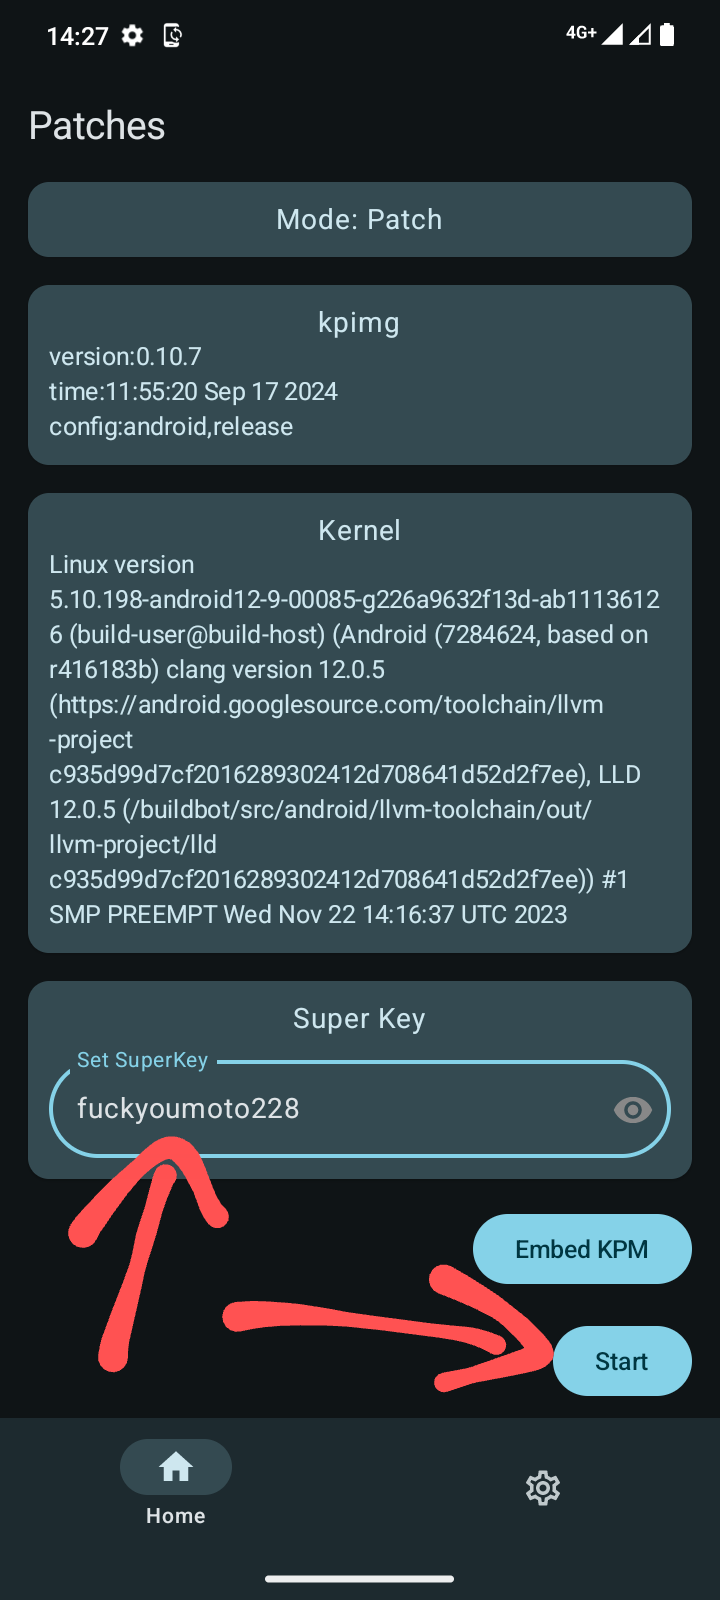 14:27
4G+
Patches
Mode: Patch
kpimg
version:0.10.7
time:11:55:20 Sep 17 2024
config:android,release
Kernel
Linux version
5.10.198-android12-9-00085-g226a9632f13d-ab1113612
6 (build-user@build-host) (Android (7284624, based on
r416183b) clang version 12.0.5
(https://android.googlesource.com/toolchain/llvm
-project
c935d99d7cf2016289302412d708641d52d2f7ee), LLD
12.0.5 (/buildbot/src/android/llvm-toolchain/out/
llvm-project/lld
c935d99d7cf2016289302412d708641d52d2f7ee)) #1
SMP PREEMPT Wed Nov 22 14:16:37 UTC 2023
Super Key
Set SuperKey
fuckyoumoto228
Embed KPM
Start
Home